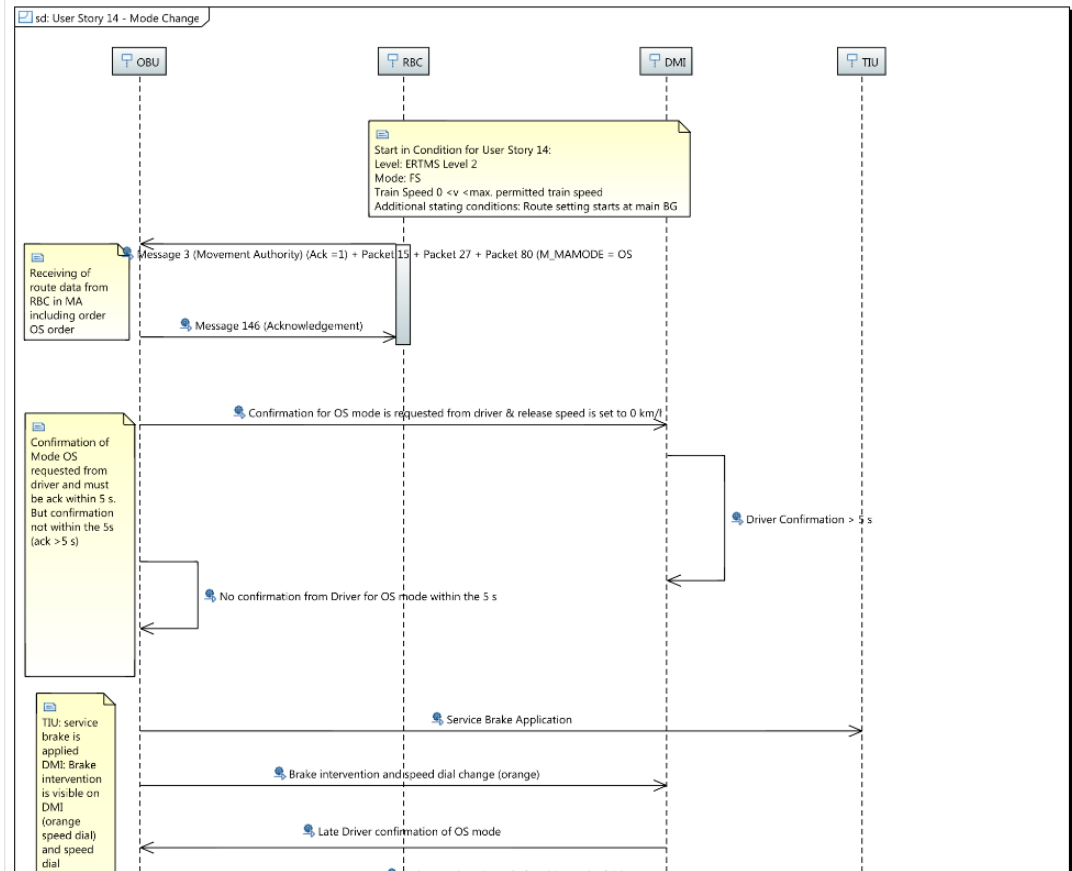 sd: User Story 14 - Mode Change
OBU
RBC
DMI
TIU
Start in Condition for User Story 14:
Level: ERTMS Level 2
Mode: FS
Train Speed 0 <v <max. permitted train speed
Additional stating conditions: Route setting starts at main BG
Message 3 (Movement Authority) (Ack =1) + Packet 15 + Packet 27 + Packet 80 (M_MAMODE = OS
Receiving of
route data from
RBC in MA
including order
OS order
Message 146 (Acknowledgement)
Confirmation for OS mode is requested from driver & release speed is set to 0 km/
Confirmation of
Mode OS
requested from
driver and must
be ack within 5 s.
But confirmation
not within the 5s
(ack >5 s)
Driver Confirmation > 5 s
No confirmation from Driver for OS mode within the 5 s
TIU: service
brake is
applied
DMI: Brake
intervention
is visible on
DMI
(orange
speed dial)
and speed
dial
Service Brake Application
Brake intervention and speed dial change (orange)
Late Driver confirmation of OS mode